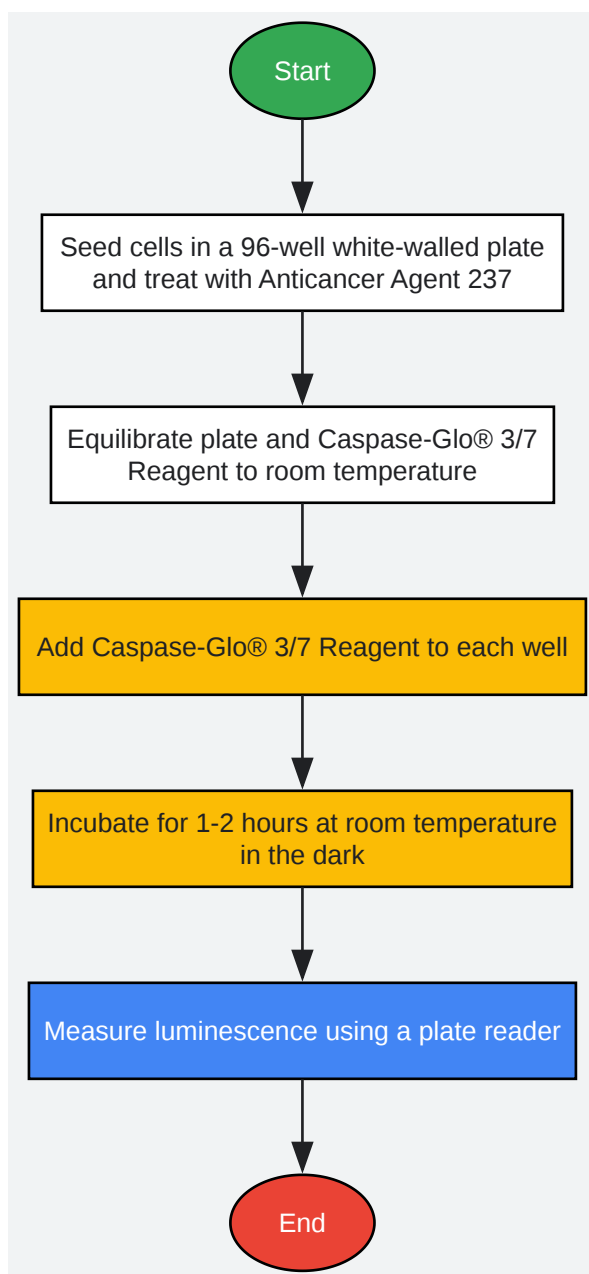 Start
Seed cells in a 96-well white-walled plate
and treat with Anticancer Agent 237
Equilibrate plate and Caspase-Glo® 3/7
Reagent to room temperature
Add Caspase-Glo® 3/7 Reagent to each well
Incubate for 1-2 hours at room temperature
in the dark
Measure luminescence using a plate reader
End